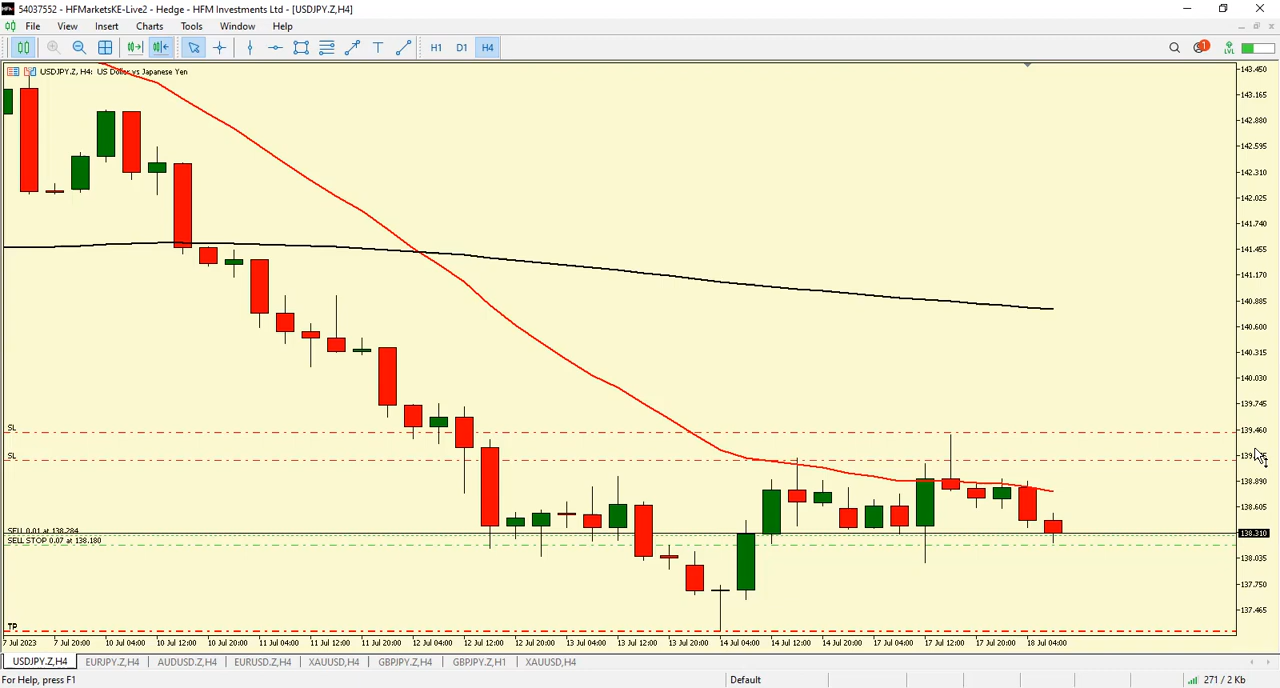 54037552 - HFMarketsKE-Live2 - Hedge - HFM Investments Ltd - [USDJPY.Z,H4]
File View Insert Charts Tools Window Help
H1 D1 H4
1
LVL
USDJPY.Z, H4: US Dollar vs Japanese Yen
143.450
143.165
142.880
142.595
142.310
142.025
141.740
141.455
141.170
140.885
140.600
140.315
140.030
139.745
SL
139.460
SL
138.890
138.605
SELL 0.01 at 138.284
138.310
SELL STOP 0.07 at 138.180
138.035
137.750
137.465
TP
7 Jul 2023 7 Jul 20:00 10 Jul 04:00 10 Jul 12:00 10 Jul 20:00 11 Jul 04:00 11 Jul 12:00 11 Jul 20:00 12 Jul 04:00 12 Jul 12:00 12 Jul 20:00 13 Jul 04:00 13 Jul 12:00 13 Jul 20:00 14 Jul 04:00 14 Jul 12:00 14 Jul 20:00 17 Jul 04:00 17 Jul 12:00 17 Jul 20:00 18 Jul 04:00
USDJPY.Z,H4 EURJPY.Z,H4 AUDUSD.Z,H4 EURUSD.Z,H4 XAUUSD,H4 GBPJPY.Z,H4 GBPJPY.Z,H1 XAUUSD,H4
For Help, press F1 Default 271 / 2 Kb